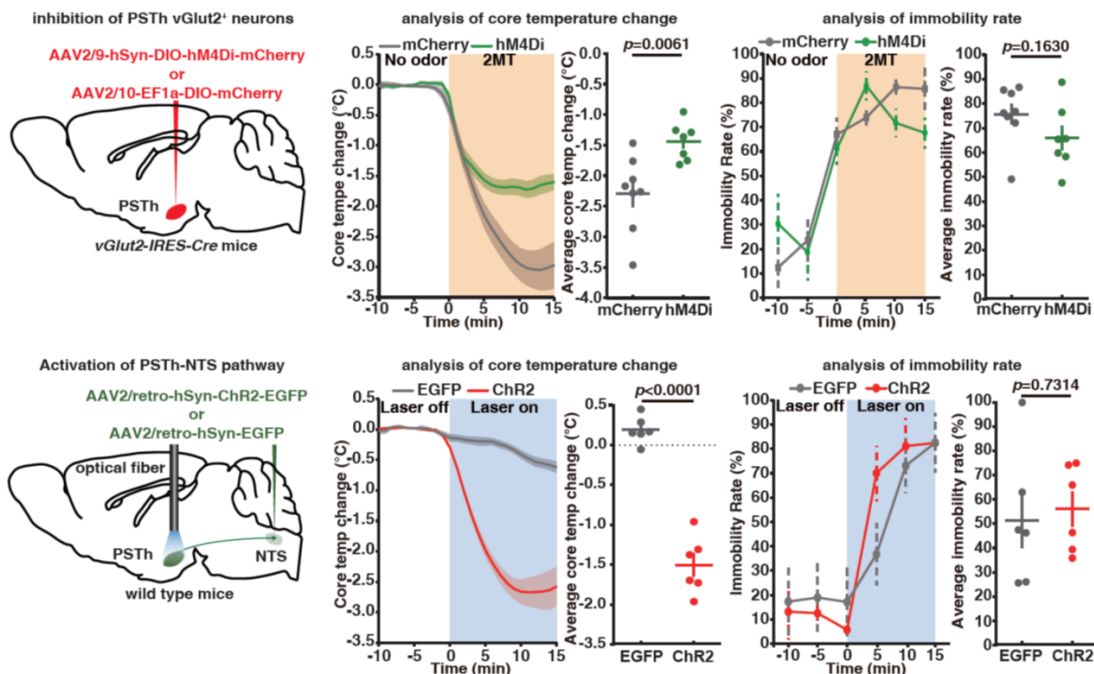 inhibition of PSTh vGlut2⁺ neurons
AAV2/9-hSyn-DIO-hM4Di-mCherry
or
AAV2/10-EF1a-DIO-mCherry
PSTh
vGlut2-IRES-Cre mice
analysis of core temperature change
mCherry hM4Di
No odor 2MT
Core tempe change (°C)
0.5
0.0
-0.5
-1.0
-1.5
-2.0
-2.5
-3.0
-3.5
-10 -5 0 5 10 15
Time (min)
p=0.0061
Average core temp change (°C)
0.0
-0.5
-1.0
-1.5
-2.0
-2.5
-3.0
-3.5
-4.0
mCherry hM4Di
analysis of immobility rate
mCherry hM4Di
No odor 2MT
Immobility Rate (%)
100
90
80
70
60
50
40
30
20
10
0
-10 -5 0 5 10 15
Time (min)
p=0.1630
Average immobility rate (%)
100
90
80
70
60
50
40
30
20
10
0
mCherry hM4Di
Activation of PSTh-NTS pathway
AAV2/retro-hSyn-ChR2-EGFP
or
AAV2/retro-hSyn-EGFP
optical fiber
PSTh NTS
wild type mice
analysis of core temperature change
EGFP ChR2
Laser off Laser on
Core temp change (°C)
0.5
0.0
-0.5
-1.0
-1.5
-2.0
-2.5
-3.0
-3.5
-10 -5 0 5 10 15
Time (min)
p<0.0001
Average core temp change (°C)
0.5
0.0
-1.0
-1.5
-2.0
-3.5
EGFP ChR2
analysis of immobility rate
EGFP ChR2
Laser off Laser on
Immobility Rate (%)
100
90
80
70
60
50
40
30
20
10
0
-10 -5 0 5 10 15
Time (min)
p=0.7314
Average immobility rate (%)
100
90
80
70
60
50
40
30
20
10
0
EGFP ChR2